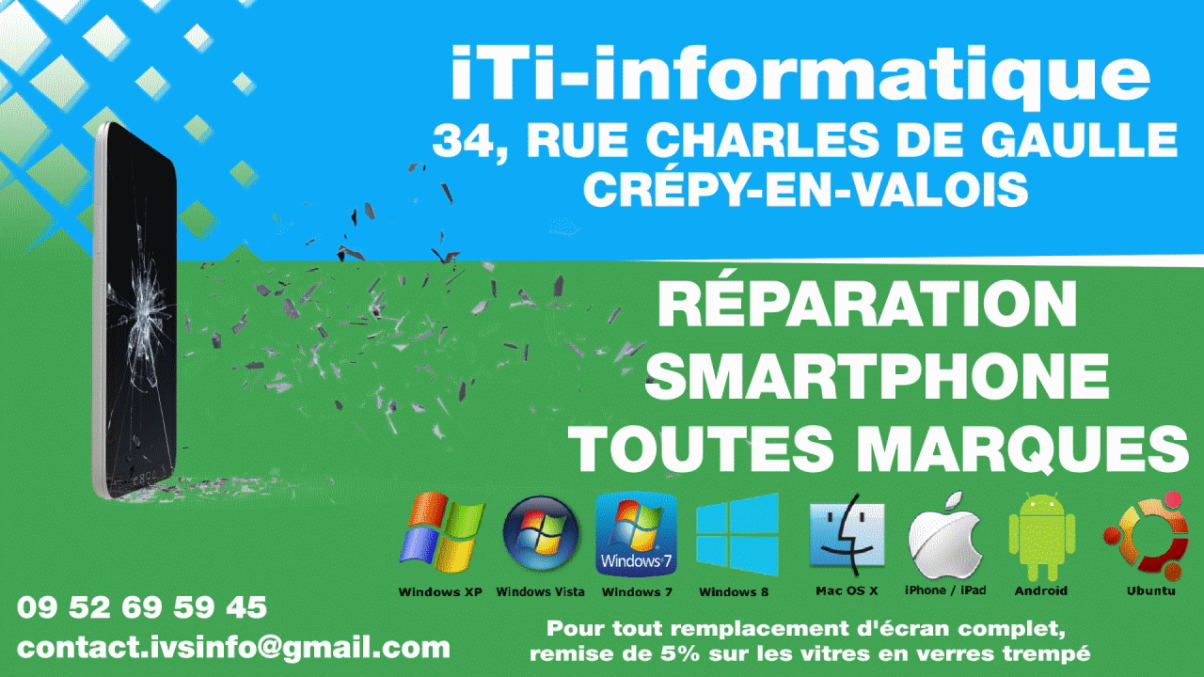 iTi-informatique
34, RUE CHARLES DE GAULLE
CRÉPY-EN-VALOIS
RÉPARATION
SMARTPHONE
TOUTES MARQUES
Windows 7
Windows XP Windows Vista Windows 7 Windows 8 Mac OS X iPhone / iPad Android Ubuntu
09 52 69 59 45
contact.ivsinfo@gmail.com
Pour tout remplacement d'écran complet,
remise de 5% sur les vitres en verres trempé